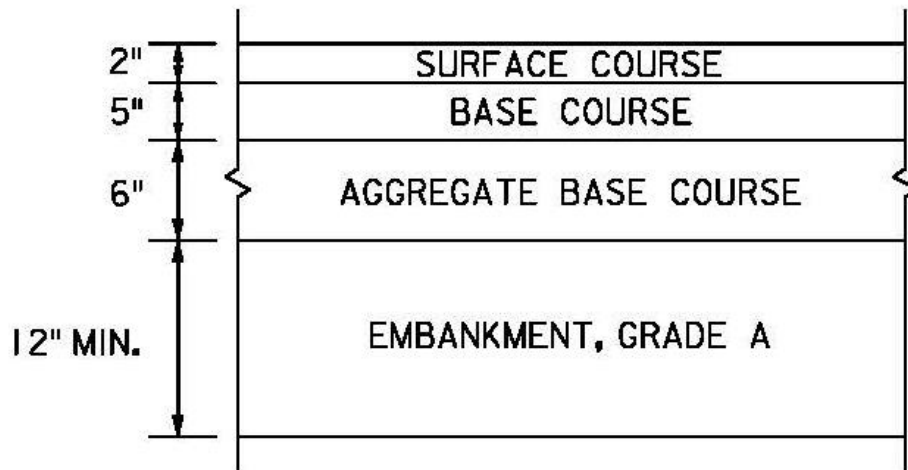 2" SURFACE COURSE
5" BASE COURSE
6" AGGREGATE BASE COURSE
12" MIN. EMBANKMENT, GRADE A